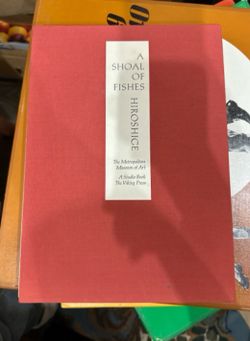 A
SHOAL
OF
FISHES
HIROSHIGE
The Metropolitan
Museum of Art
A Studio Book
The Viking Press